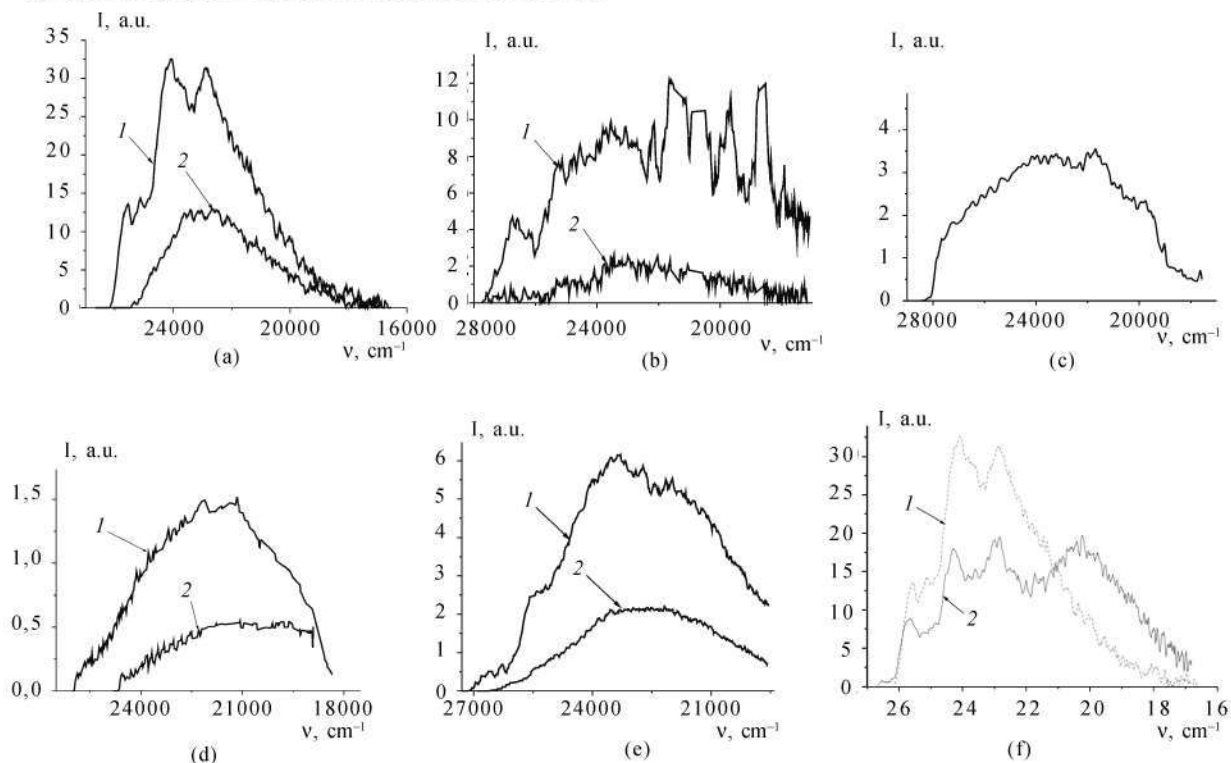 I, a.u.
35
30
25
20
15
10
5
0
1
2
24000 20000 16000
ν, cm⁻¹
(a)
I, a.u.
12
10
8
6
4
2
0
1
2
28000 24000 20000
ν, cm⁻¹
(b)
I, a.u.
4
3
2
1
0
28000 24000 20000
ν, cm⁻¹
(c)
I, a.u.
1,5
1,0
0,5
0,0
1
2
24000 21000 18000
ν, cm⁻¹
(d)
I, a.u.
6
5
4
3
2
1
0
1
2
27000 24000 21000
ν, cm⁻¹
(e)
I, a.u.
30
25
20
15
10
5
0
1
2
26 24 22 20 18 16
ν, cm⁻¹
(f)